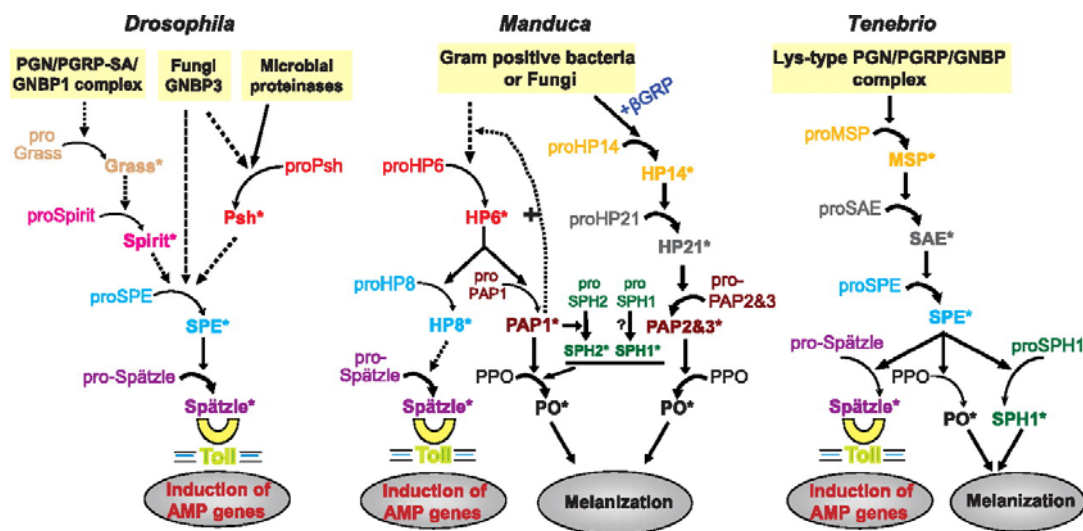 Drosophila
PGN/PGRP-SA/
GNBP1 complex
Fungi
GNBP3
Microbial
proteinases
pro
Grass
Grass*
proPsh
Psh*
proSpirit
Spirit*
proSPE
SPE*
pro-Spätzle
Spätzle*
Toll
Induction of
AMP genes
Manduca
Gram positive bacteria
or Fungi
+βGRP
proHP6
HP6*
+
proHP14
HP14*
proHP21
HP21*
proHP8
HP8*
pro
PAP1
PAP1*
pro
SPH2
pro
SPH1
?
SPH2*
SPH1*
pro-
PAP2&3
PAP2&3*
pro-
Spätzle
Spätzle*
PPO
PO*
PPO
PO*
Toll
Induction of
AMP genes
Melanization
Tenebrio
Lys-type PGN/PGRP/GNBP
complex
proMSP
MSP*
proSAE
SAE*
proSPE
SPE*
pro-Spätzle
Spätzle*
PPO
PO*
proSPH1
SPH1*
Toll
Induction of
AMP genes
Melanization